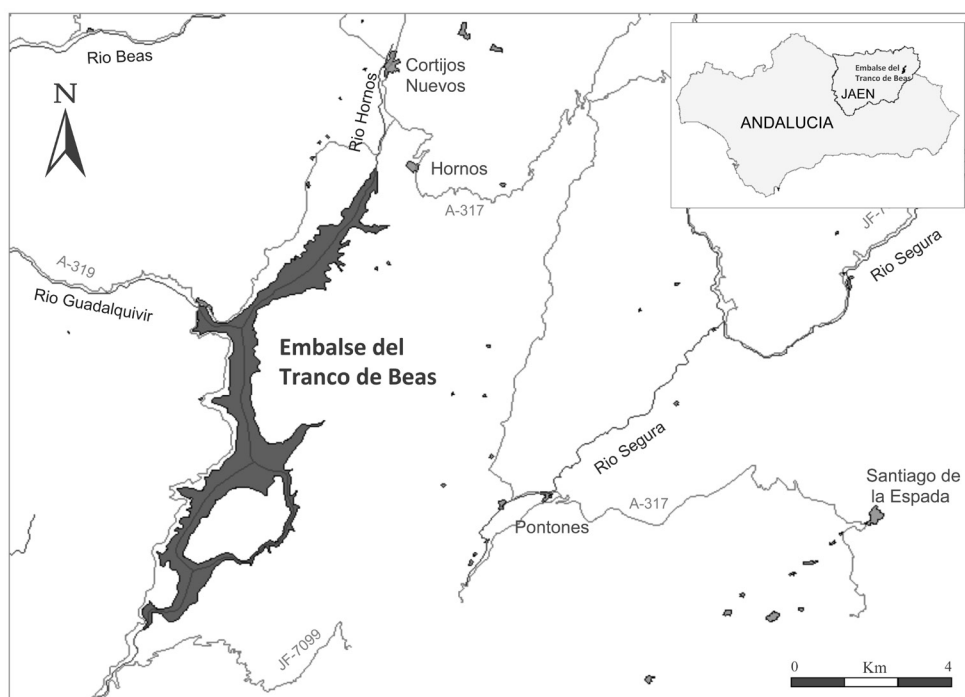 Rio Beas
N
Cortijos
Nuevos
Rio Hornos
Hornos
A-317
Embalse del
Tranco de Beas
JAEN
ANDALUCIA
JF-7
Rio Segura
A-319
Rio Guadalquivir
Embalse del
Tranco de Beas
Rio Segura
Santiago de
la Espada
A-317
Pontones
JF-7099
0 Km 4